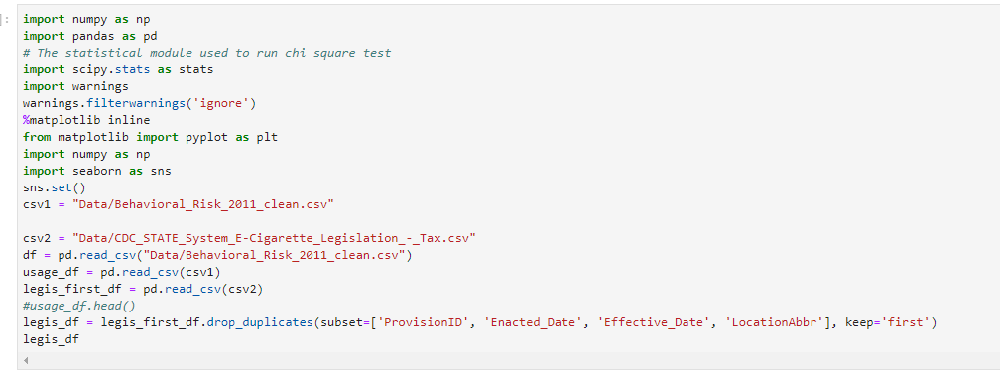 ]:
import numpy as np
import pandas as pd
# The statistical module used to run chi square test
import scipy.stats as stats
import warnings
warnings.filterwarnings('ignore')
%matplotlib inline
from matplotlib import pyplot as plt
import numpy as np
import seaborn as sns
sns.set()
csv1 = "Data/Behavioral_Risk_2011_clean.csv"
csv2 = "Data/CDC_STATE_System_E-Cigarette_Legislation_-_Tax.csv"
df = pd.read_csv("Data/Behavioral_Risk_2011_clean.csv")
usage_df = pd.read_csv(csv1)
legis_first_df = pd.read_csv(csv2)
#usage_df.head()
legis_df = legis_first_df.drop_duplicates(subset=['ProvisionID', 'Enacted_Date', 'Effective_Date', 'LocationAbbr'], keep='first')
legis_df